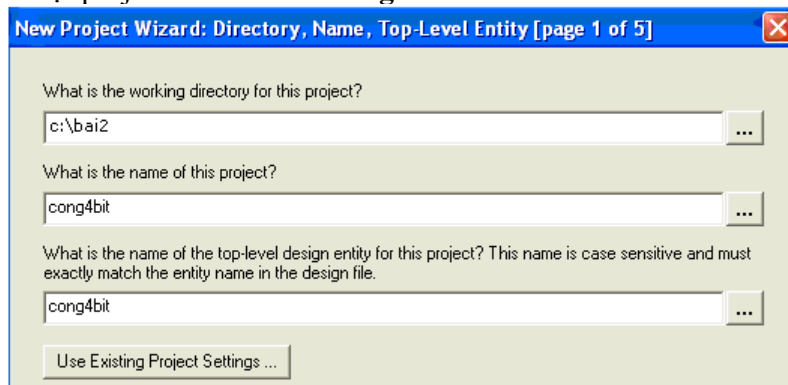 New Project Wizard: Directory, Name, Top-Level Entity [page 1 of 5]
What is the working directory for this project?
c:\bai2
...
What is the name of this project?
cong4bit
...
What is the name of the top-level design entity for this project? This name is case sensitive and must
exactly match the entity name in the design file.
cong4bit
...
Use Existing Project Settings ...